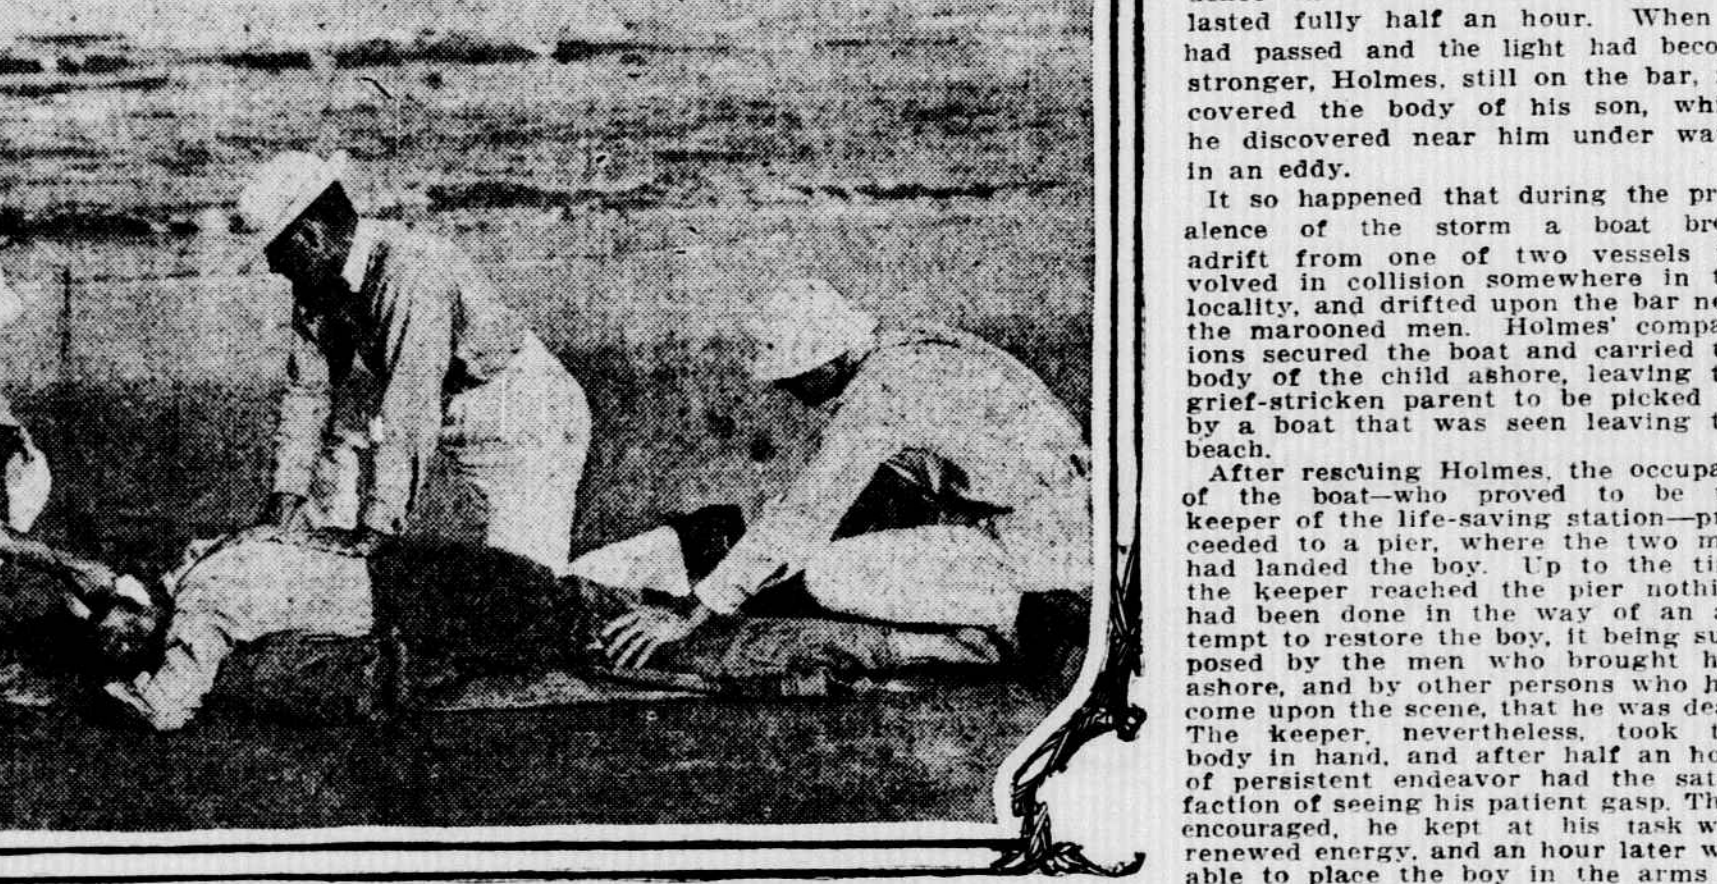 lasted fully half an hour. When
had passed and the light had beco
stronger, Holmes, still on the bar,
covered the body of his son, whi
he discovered near him under wa
in an eddy.
It so happened that during the pr
alence of the storm a boat bro
adrift from one of two vessels
volved in collision somewhere in t
locality, and drifted upon the bar ne
the marooned men. Holmes' compa
ions secured the boat and carried t
body of the child ashore, leaving t
grief-stricken parent to be picked
by a boat that was seen leaving t
beach.
After rescuing Holmes, the occupa
of the boat—who proved to be
keeper of the life-saving station—pr
ceeded to a pier, where the two m
had landed the boy. Up to the ti
the keeper reached the pier nothi
had been done in the way of an a
tempt to restore the boy, it being su
posed by the men who brought h
ashore, and by other persons who h
come upon the scene, that he was dea
The keeper, nevertheless, took t
body in hand, and after half an ho
of persistent endeavor had the sat
faction of seeing his patient gasp. Th
encouraged, he kept at his task w
renewed energy, and an hour later w
able to place the boy in the arms